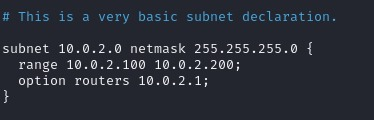 # This is a very basic subnet declaration.
subnet 10.0.2.0 netmask 255.255.255.0 {
range 10.0.2.100 10.0.2.200;
option routers 10.0.2.1;
}